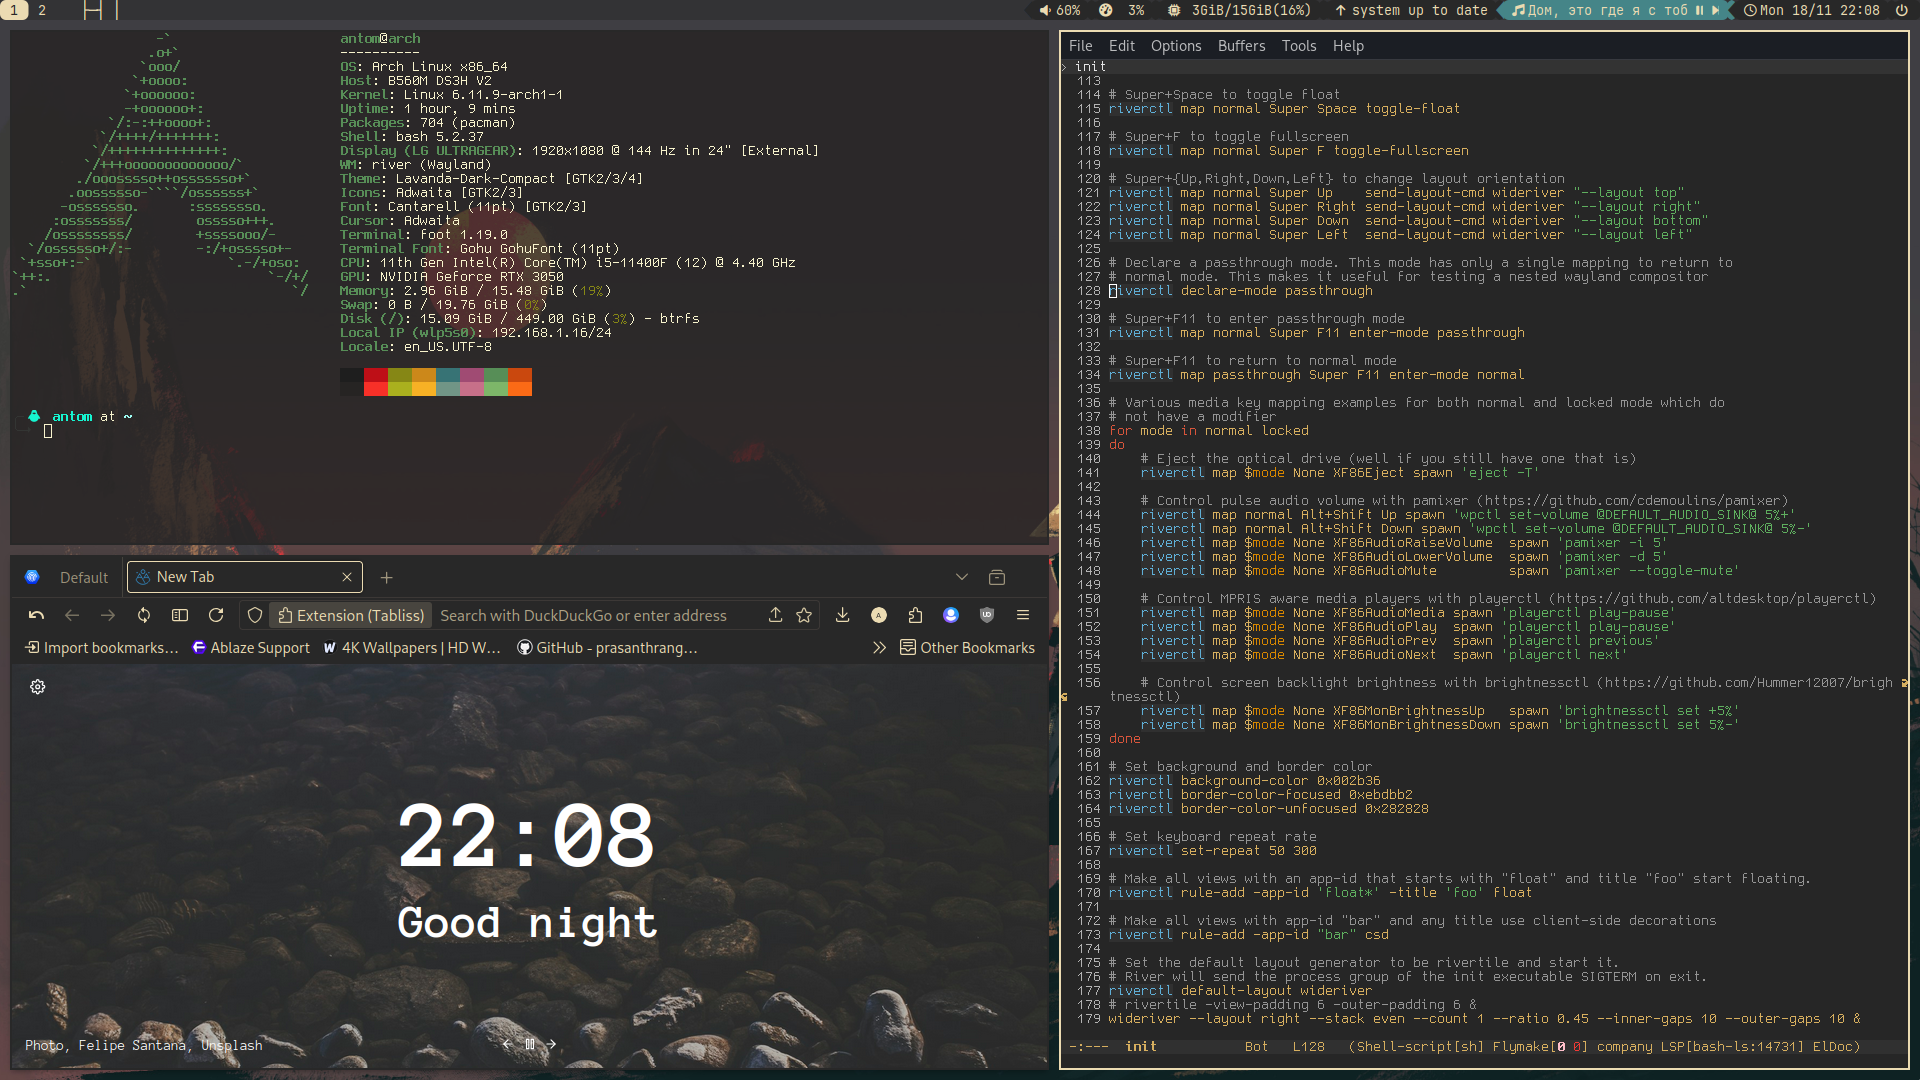 1 2 ├─┤ │
60% 3% 3GiB/15GiB(16%) ↑ system up to date Дом, это где я с тоб Mon 18/11 22:08
antom@arch
----------
OS: Arch Linux x86_64
Host: B560M DS3H V2
Kernel: Linux 6.11.9-arch1-1
Uptime: 1 hour, 9 mins
Packages: 704 (pacman)
Shell: bash 5.2.37
Display (LG ULTRAGEAR): 1920x1080 @ 144 Hz in 24" [External]
WM: river (Wayland)
Theme: Lavanda-Dark-Compact [GTK2/3/4]
Icons: Adwaita [GTK2/3]
Font: Cantarell (11pt) [GTK2/3]
Cursor: Adwaita
Terminal: foot 1.19.0
Terminal Font: Gohu GohuFont (11pt)
CPU: 11th Gen Intel(R) Core(TM) i5-11400F (12) @ 4.40 GHz
GPU: NVIDIA GeForce RTX 3050
Memory: 2.96 GiB / 15.48 GiB (19%)
Swap: 0 B / 19.76 GiB (0%)
Disk (/): 15.09 GiB / 449.00 GiB (3%) - btrfs
Local IP (wlp5s0): 192.168.1.16/24
Locale: en_US.UTF-8
antom at ~
Default New Tab
Extension (Tabliss) Search with DuckDuckGo or enter address
Import bookmarks... Ablaze Support 4K Wallpapers | HD W... GitHub - prasanthrang... Other Bookmarks
22:08
Good night
Photo, Felipe Santana, Unsplash
File Edit Options Buffers Tools Help
> init
113
114 # Super+Space to toggle float
115 riverctl map normal Super Space toggle-float
116
117 # Super+F to toggle fullscreen
118 riverctl map normal Super F toggle-fullscreen
119
120 # Super+{Up,Right,Down,Left} to change layout orientation
121 riverctl map normal Super Up    send-layout-cmd wideriver "--layout top"
122 riverctl map normal Super Right send-layout-cmd wideriver "--layout right"
123 riverctl map normal Super Down  send-layout-cmd wideriver "--layout bottom"
124 riverctl map normal Super Left  send-layout-cmd wideriver "--layout left"
125
126 # Declare a passthrough mode. This mode has only a single mapping to return to
127 # normal mode. This makes it useful for testing a nested wayland compositor
128 riverctl declare-mode passthrough
129
130 # Super+F11 to enter passthrough mode
131 riverctl map normal Super F11 enter-mode passthrough
132
133 # Super+F11 to return to normal mode
134 riverctl map passthrough Super F11 enter-mode normal
135
136 # Various media key mapping examples for both normal and locked mode which do
137 # not have a modifier
138 for mode in normal locked
139 do
140     # Eject the optical drive (well if you still have one that is)
141     riverctl map $mode None XF86Eject spawn 'eject -T'
142
143     # Control pulse audio volume with pamixer (https://github.com/cdemoulins/pamixer)
144     riverctl map normal Alt+Shift Up spawn 'wpctl set-volume @DEFAULT_AUDIO_SINK@ 5%+'
145     riverctl map normal Alt+Shift Down spawn 'wpctl set-volume @DEFAULT_AUDIO_SINK@ 5%-'
146     riverctl map $mode None XF86AudioRaiseVolume  spawn 'pamixer -i 5'
147     riverctl map $mode None XF86AudioLowerVolume  spawn 'pamixer -d 5'
148     riverctl map $mode None XF86AudioMute         spawn 'pamixer --toggle-mute'
149
150     # Control MPRIS aware media players with playerctl (https://github.com/altdesktop/playerctl)
151     riverctl map $mode None XF86AudioMedia spawn 'playerctl play-pause'
152     riverctl map $mode None XF86AudioPlay  spawn 'playerctl play-pause'
153     riverctl map $mode None XF86AudioPrev  spawn 'playerctl previous'
154     riverctl map $mode None XF86AudioNext  spawn 'playerctl next'
155
156     # Control screen backlight brightness with brightnessctl (https://github.com/Hummer12007/brigh
tnessctl)
157     riverctl map $mode None XF86MonBrightnessUp   spawn 'brightnessctl set +5%'
158     riverctl map $mode None XF86MonBrightnessDown spawn 'brightnessctl set 5%-'
159 done
160
161 # Set background and border color
162 riverctl background-color 0x002b36
163 riverctl border-color-focused 0xebdbb2
164 riverctl border-color-unfocused 0x282828
165
166 # Set keyboard repeat rate
167 riverctl set-repeat 50 300
168
169 # Make all views with an app-id that starts with "float" and title "foo" start floating.
170 riverctl rule-add -app-id 'float*' -title 'foo' float
171
172 # Make all views with app-id "bar" and any title use client-side decorations
173 riverctl rule-add -app-id "bar" csd
174
175 # Set the default layout generator to be rivertile and start it.
176 # River will send the process group of the init executable SIGTERM on exit.
177 riverctl default-layout wideriver
178 # rivertile -view-padding 6 -outer-padding 6 &
179 wideriver --layout right --stack even --count 1 --ratio 0.45 --inner-gaps 10 --outer-gaps 10 &
-:---  init           Bot   L128   (Shell-script[sh] Flymake[0 0] company LSP[bash-ls:14731] ElDoc)